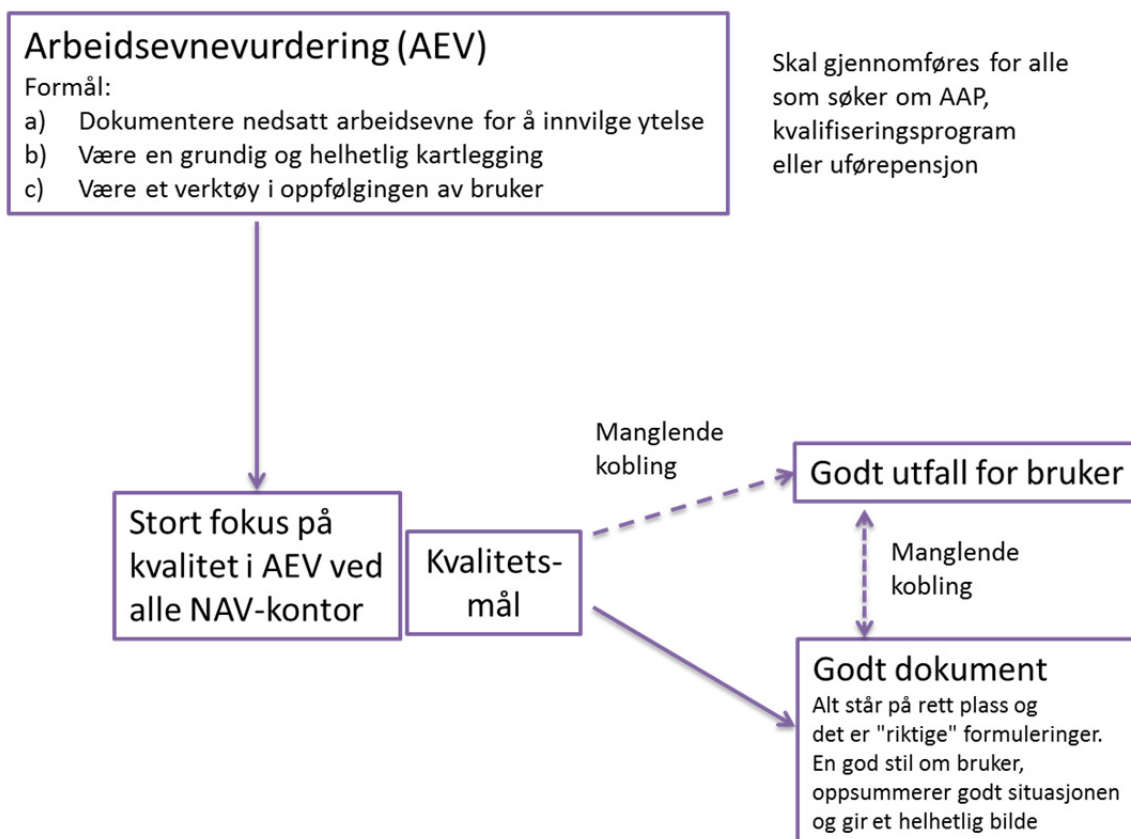 Arbeidsevnevurdering (AEV)
Formål:
a) Dokumentere nedsatt arbeidsevne for å innvilge ytelse
b) Være en grundig og helhetlig kartlegging
c) Være et verktøy i oppfølgingen av bruker
Skal gjennomføres for alle
som søker om AAP,
kvalifiseringsprogram
eller uførepensjon
Stort fokus på
kvalitet i AEV ved
alle NAV-kontor
Kvalitets-
mål
Manglende
kobling
Godt utfall for bruker
Manglende
kobling
Godt dokument
Alt står på rett plass og
det er "riktige" formuleringer.
En god stil om bruker,
oppsummerer godt situasjonen
og gir et helhetlig bilde